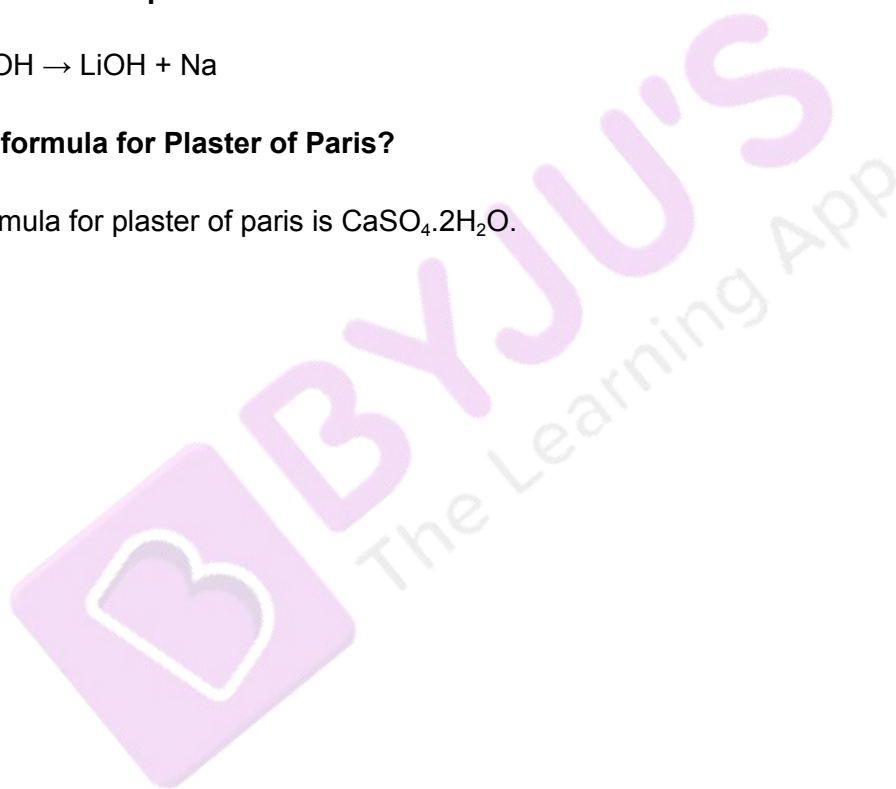 OH → LiOH + Na
formula for Plaster of Paris?
mula for plaster of paris is CaSO₄.2H₂O.
BYJU'S
The Learning App